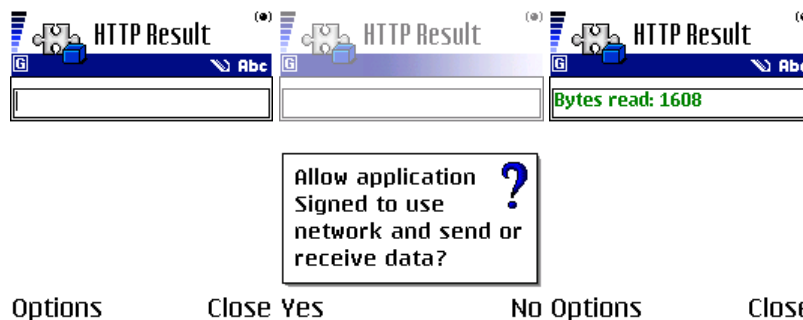 HTTP Result
G Abc
Options Close
HTTP Result
G
Allow application
Signed to use
network and send or
receive data?
Yes No
HTTP Result
G Abc
Bytes read: 1608
Options Close